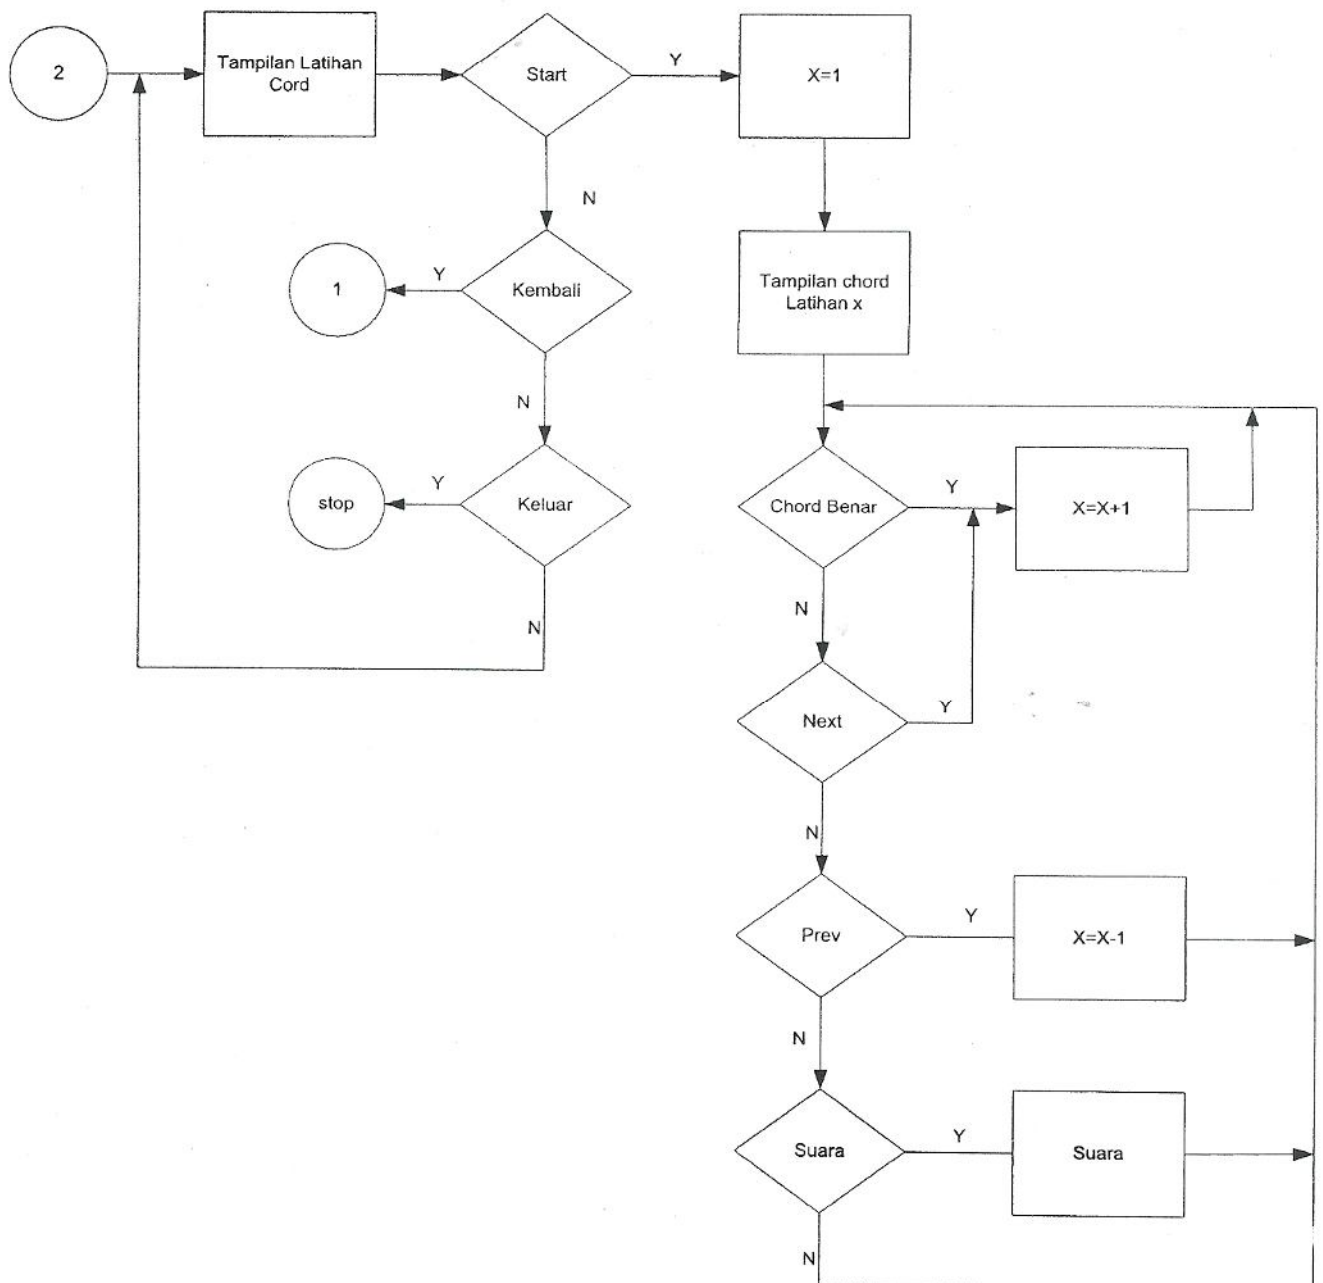 2
Tampilan Latihan
Cord
Start
Y
X=1
N
1
Y
Kembali
Tampilan chord
Latihan x
N
stop
Y
Keluar
N
Chord Benar
Y
X=X+1
N
Next
Y
N
Prev
Y
X=X-1
N
Suara
Y
Suara
N